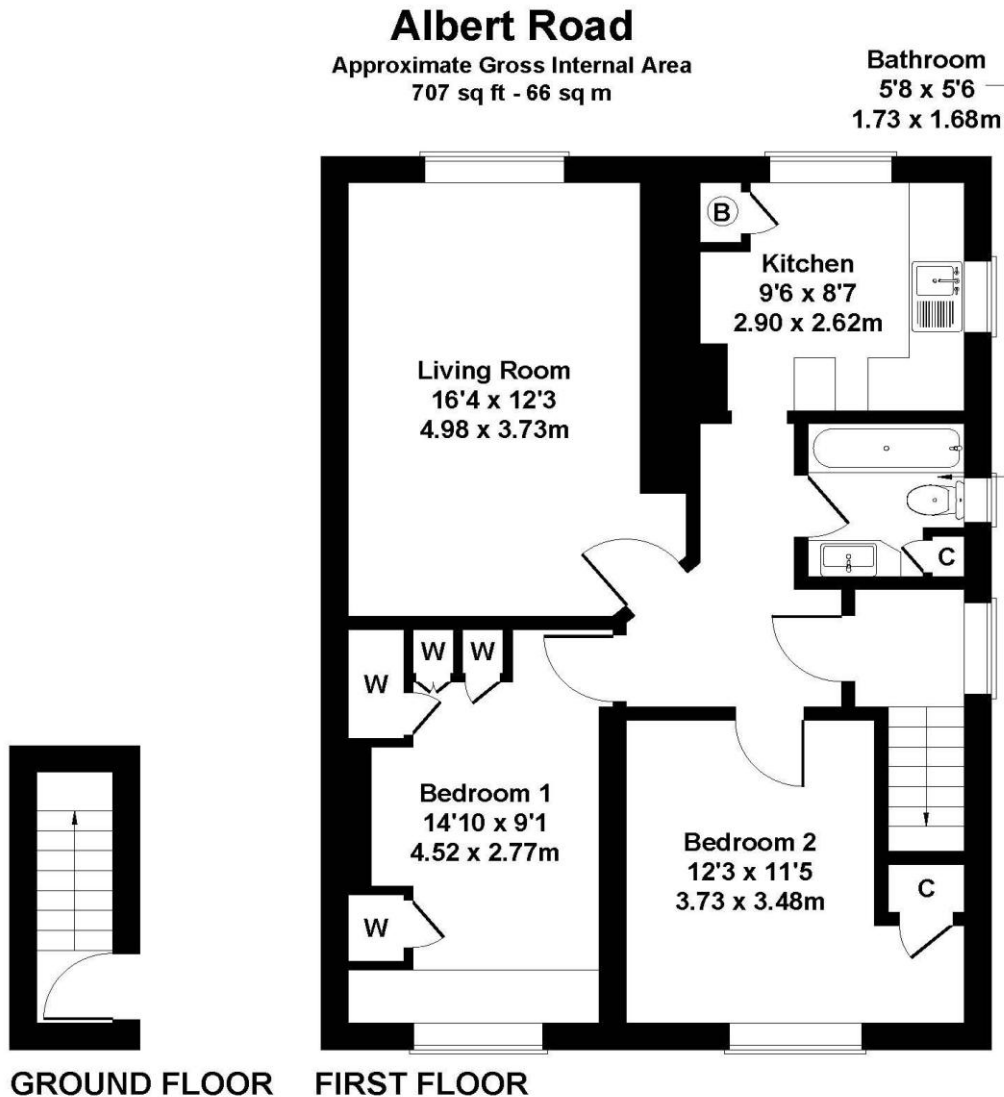 Albert Road
Approximate Gross Internal Area
707 sq ft - 66 sq m
Bathroom
5'8 x 5'6
1.73 x 1.68m
B
Kitchen
9'6 x 8'7
2.90 x 2.62m
Living Room
16'4 x 12'3
4.98 x 3.73m
C
W
W
W
Bedroom 1
14'10 x 9'1
4.52 x 2.77m
W
Bedroom 2
12'3 x 11'5
3.73 x 3.48m
C
GROUND FLOOR
FIRST FLOOR